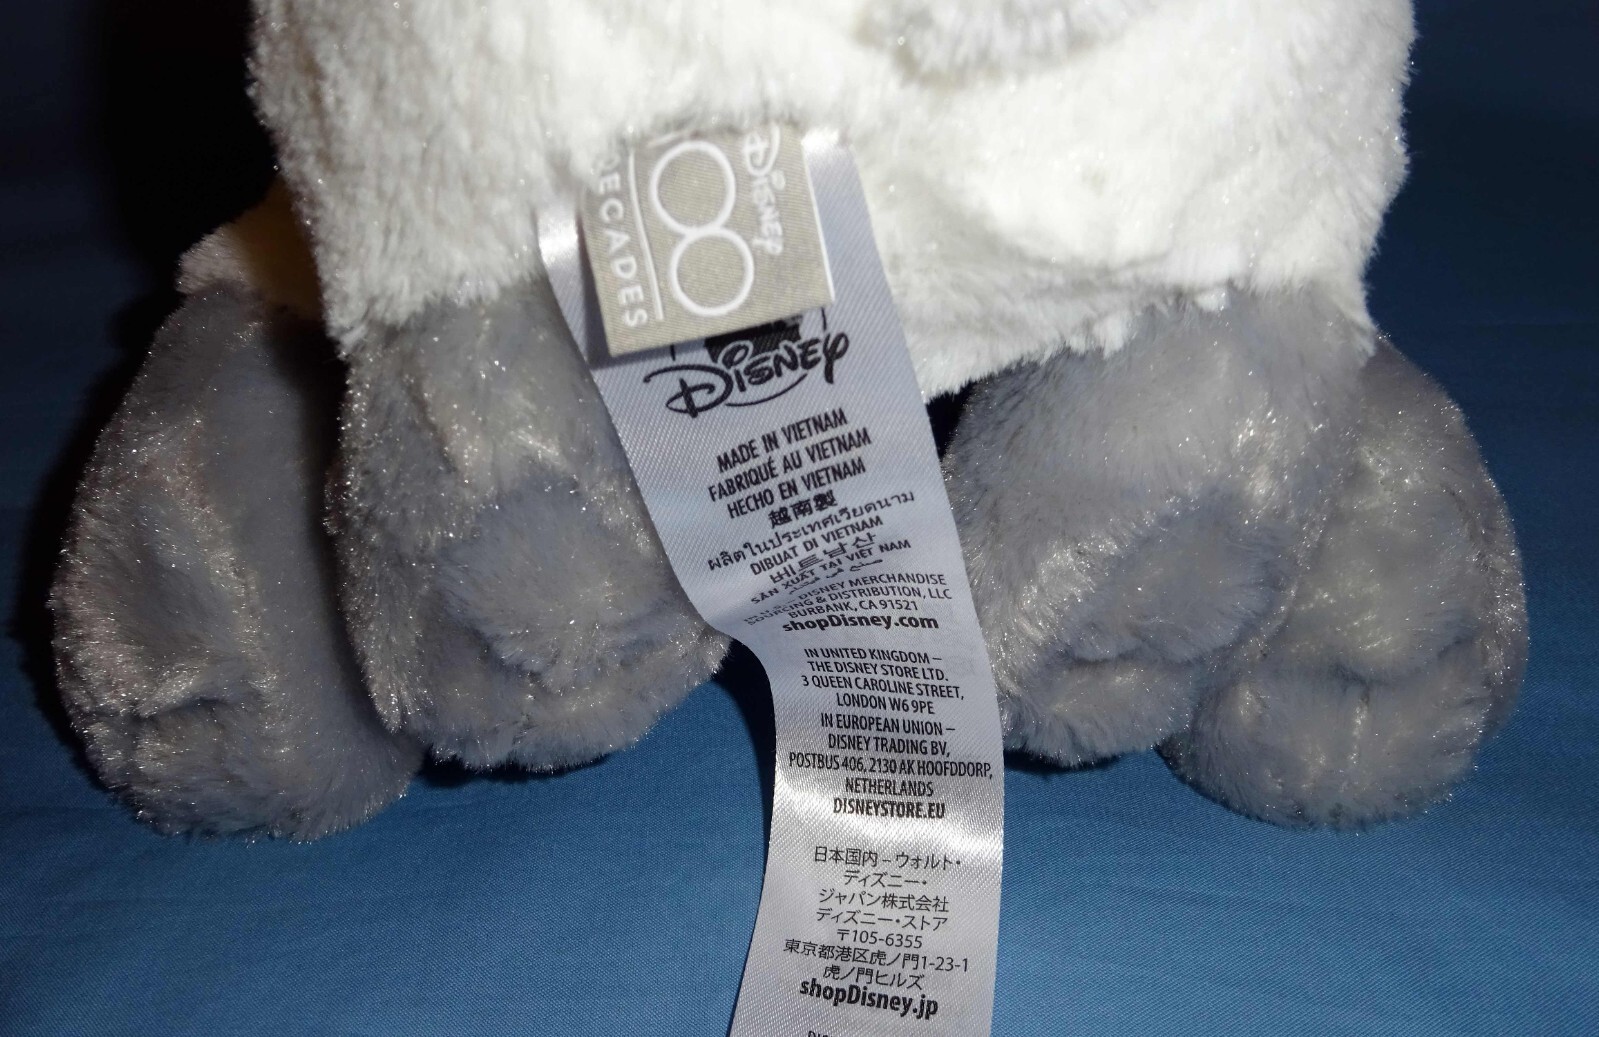 DISNEY
100
DECADES
DISNEY
MADE IN VIETNAM
FABRIQUÉ AU VIETNAM
HECHO EN VIETNAM
越南製
ผลิตในประเทศเวียดนาม
DIBUAT DI VIETNAM
베트남산
SẢN XUẤT TẠI VIỆT NAM
صنع في فيتنام
DISNEY MERCHANDISE
SOURCING & DISTRIBUTION, LLC
BURBANK, CA 91521
shopDisney.com
IN UNITED KINGDOM –
THE DISNEY STORE LTD.
3 QUEEN CAROLINE STREET,
LONDON W6 9PE
IN EUROPEAN UNION –
DISNEY TRADING BV,
POSTBUS 406, 2130 AK HOOFDDORP,
NETHERLANDS
DISNEYSTORE.EU
日本国内 – ウォルト・
ディズニー・
ジャパン株式会社
ディズニー・ストア
〒105-6355
東京都港区虎ノ門1-23-1
虎ノ門ヒルズ
shopDisney.jp